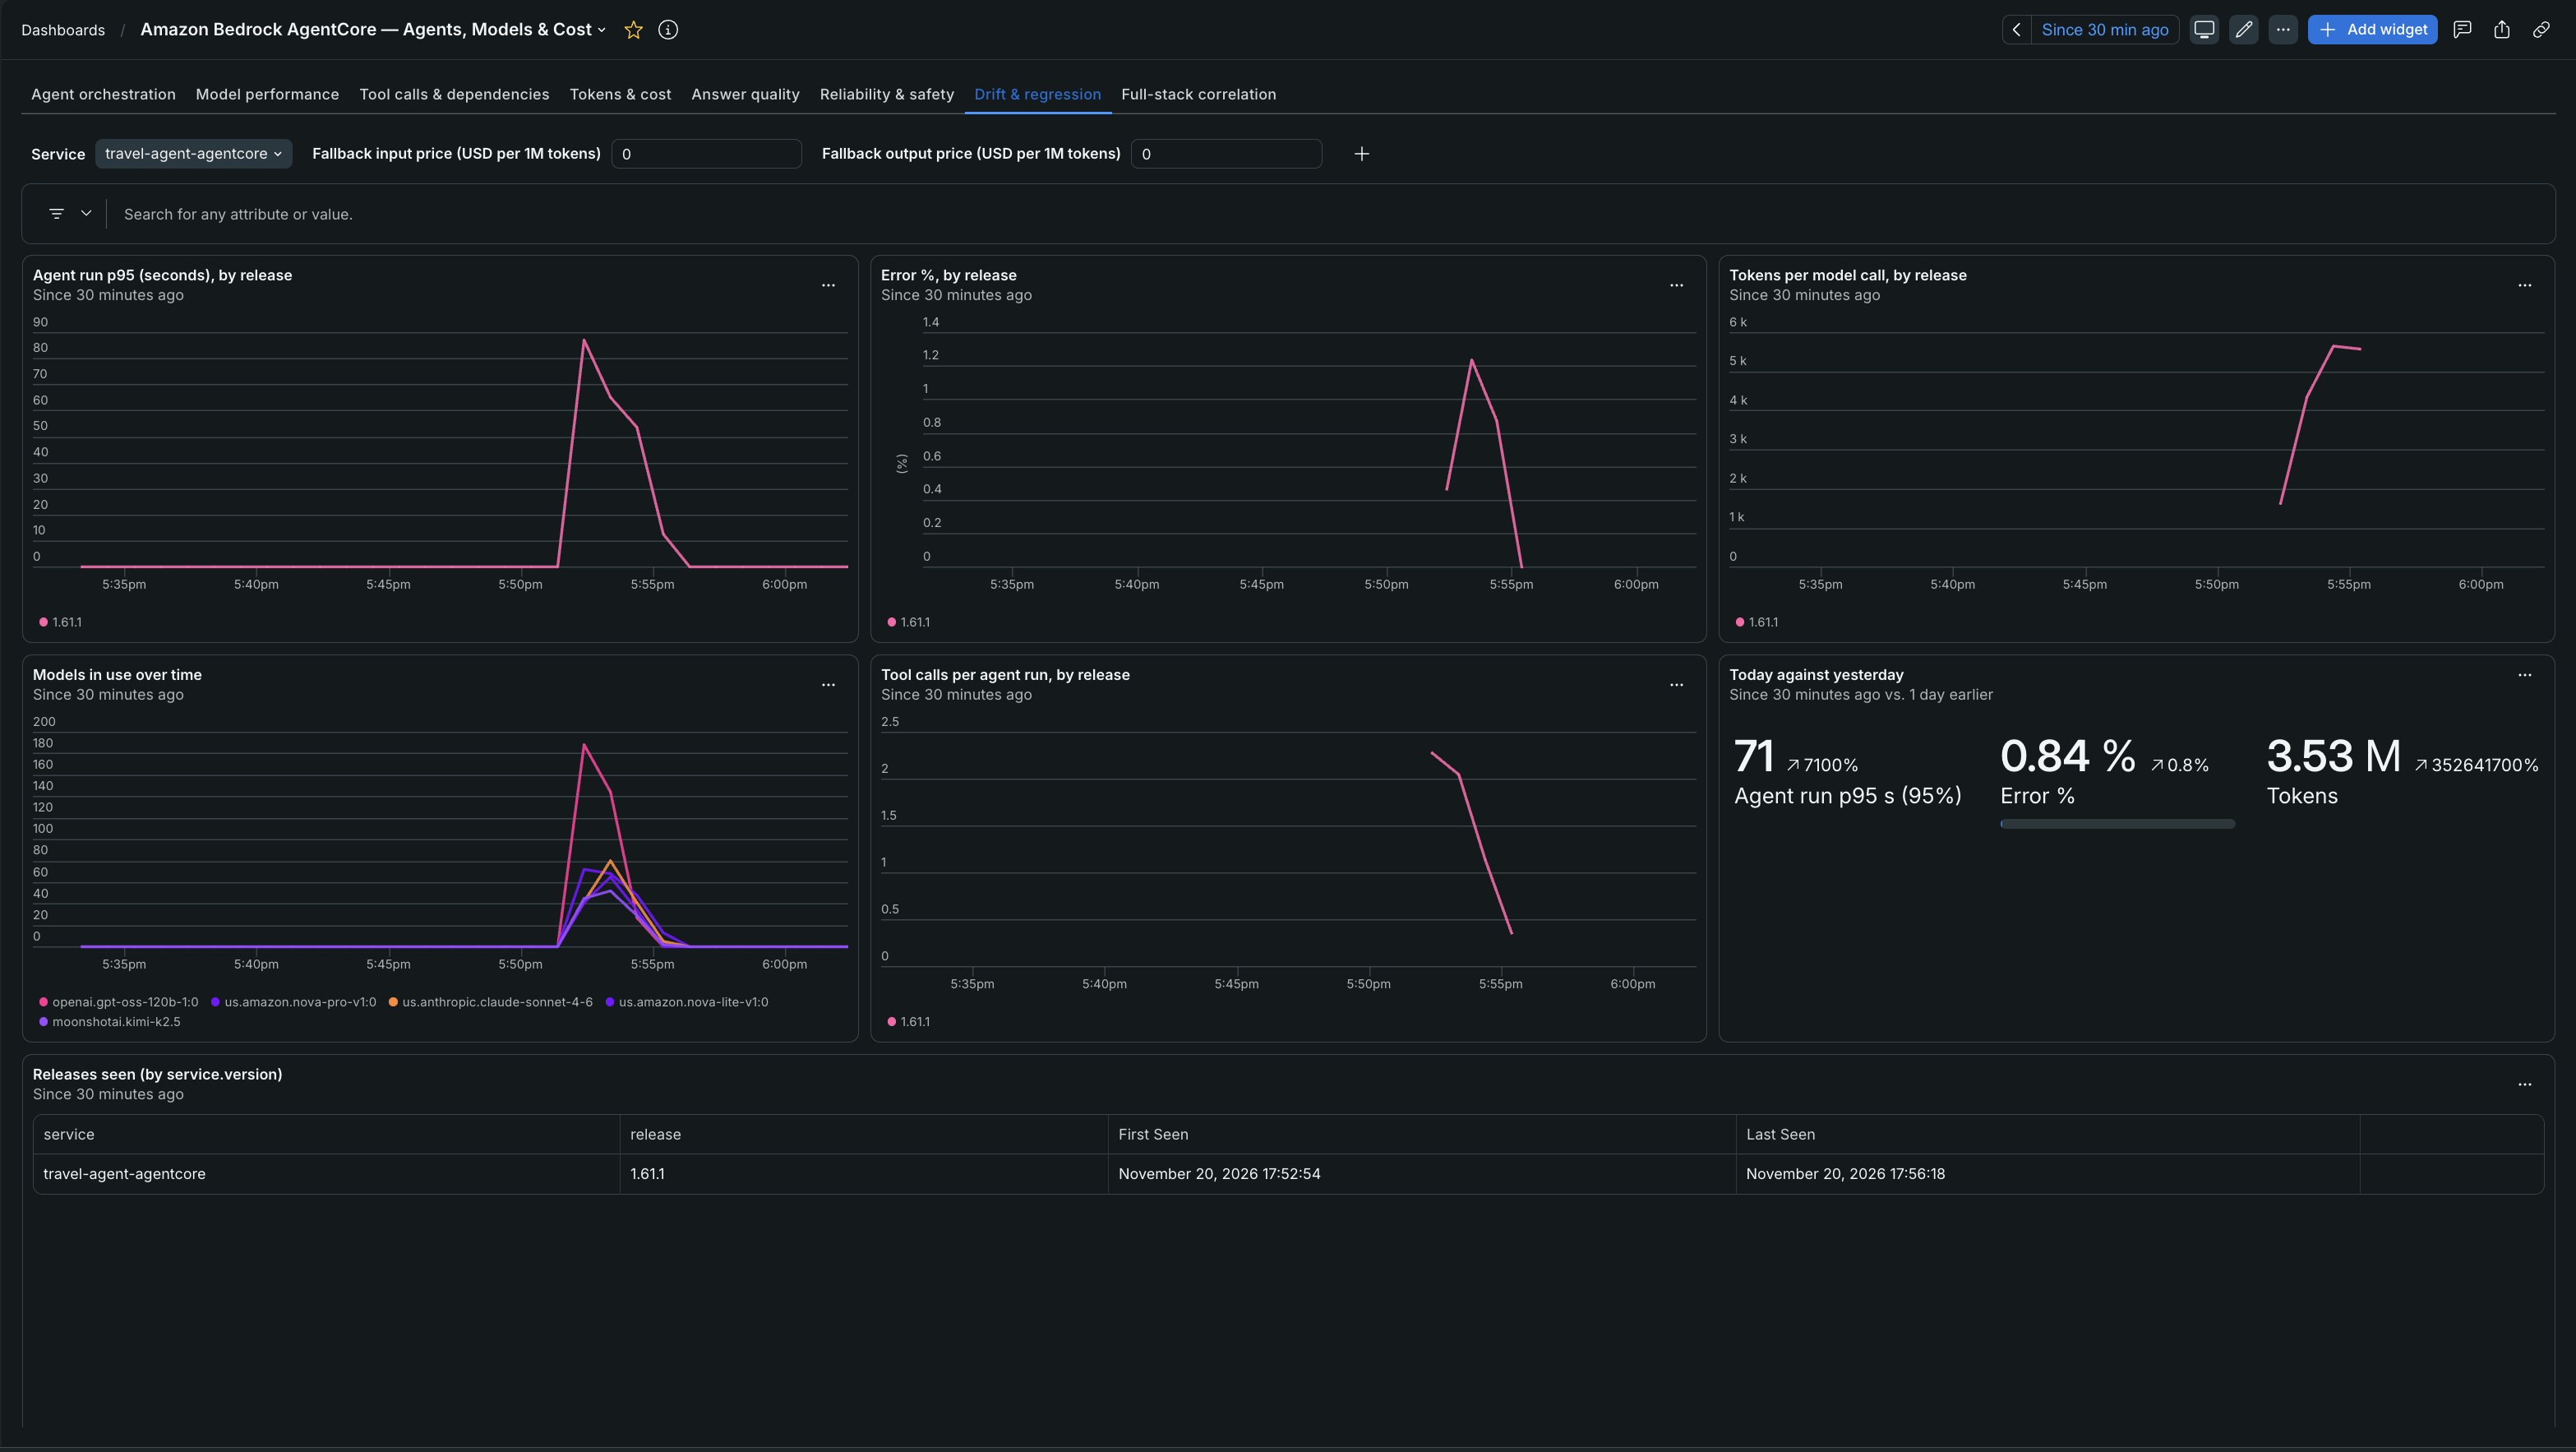 Dashboards / Amazon Bedrock AgentCore — Agents, Models & Cost
Since 30 min ago
Add widget
Agent orchestration Model performance Tool calls & dependencies Tokens & cost Answer quality Reliability & safety Drift & regression Full-stack correlation
Service travel-agent-agentcore Fallback input price (USD per 1M tokens) 0 Fallback output price (USD per 1M tokens) 0
Search for any attribute or value.
Agent run p95 (seconds), by release
Since 30 minutes ago
90
80
70
60
50
40
30
20
10
0
5:35pm 5:40pm 5:45pm 5:50pm 5:55pm 6:00pm
1.61.1
Error %, by release
Since 30 minutes ago
(%)
1.4
1.2
1
0.8
0.6
0.4
0.2
0
5:35pm 5:40pm 5:45pm 5:50pm 5:55pm 6:00pm
1.61.1
Tokens per model call, by release
Since 30 minutes ago
6 k
5 k
4 k
3 k
2 k
1 k
0
5:35pm 5:40pm 5:45pm 5:50pm 5:55pm 6:00pm
1.61.1
Models in use over time
Since 30 minutes ago
200
180
160
140
120
100
80
60
40
20
0
5:35pm 5:40pm 5:45pm 5:50pm 5:55pm 6:00pm
openai.gpt-oss-120b-1:0 us.amazon.nova-pro-v1:0 us.anthropic.claude-sonnet-4-6 us.amazon.nova-lite-v1:0
moonshotai.kimi-k2.5
Tool calls per agent run, by release
Since 30 minutes ago
2.5
2
1.5
1
0.5
0
5:35pm 5:40pm 5:45pm 5:50pm 5:55pm 6:00pm
1.61.1
Today against yesterday
Since 30 minutes ago vs. 1 day earlier
71 7100%
Agent run p95 s (95%)
0.84 % 0.8%
Error %
3.53 M 352641700%
Tokens
Releases seen (by service.version)
Since 30 minutes ago
service release First Seen Last Seen
travel-agent-agentcore 1.61.1 November 20, 2026 17:52:54 November 20, 2026 17:56:18